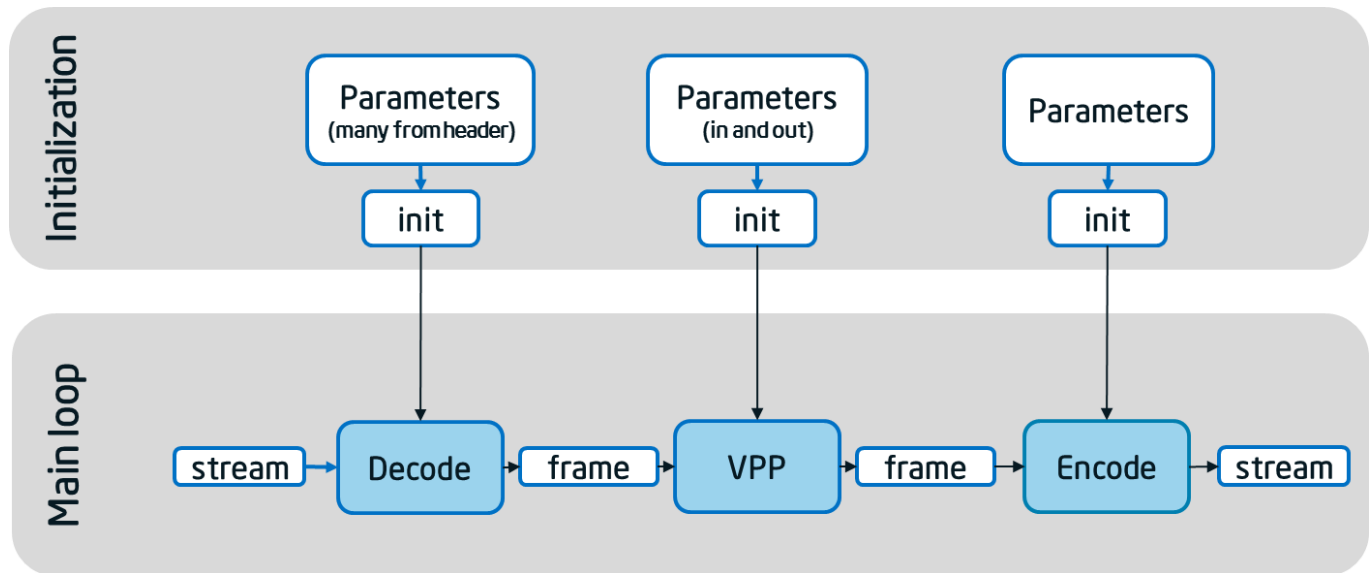 Initialization
Parameters
(many from header)
Parameters
(in and out)
Parameters
init
init
init
Main loop
stream
Decode
frame
VPP
frame
Encode
stream